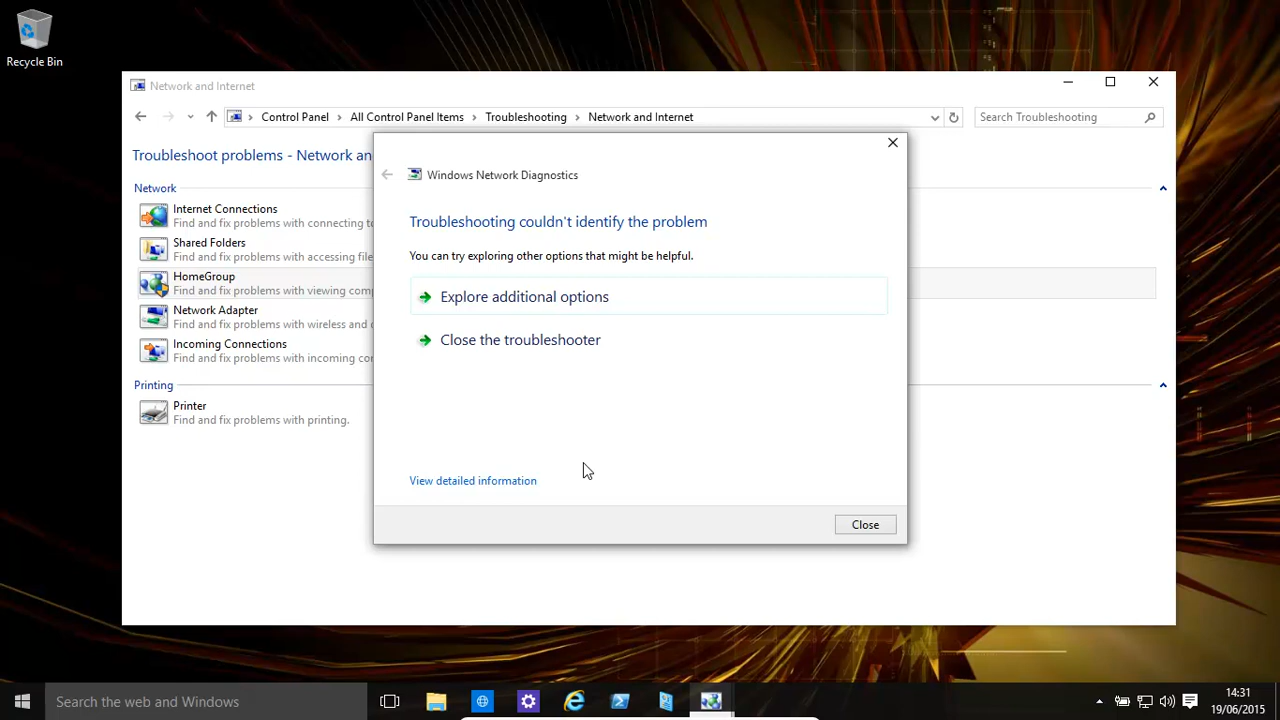 Recycle Bin
Network and Internet
Control Panel > All Control Panel Items > Troubleshooting > Network and Internet
Search Troubleshooting
Troubleshoot problems - Network an
Network
Internet Connections
Find and fix problems with connecting to
Shared Folders
Find and fix problems with accessing file
HomeGroup
Find and fix problems with viewing comp
Network Adapter
Find and fix problems with wireless and o
Incoming Connections
Find and fix problems with incoming co
Printing
Printer
Find and fix problems with printing.
Windows Network Diagnostics
Troubleshooting couldn't identify the problem
You can try exploring other options that might be helpful.
Explore additional options
Close the troubleshooter
View detailed information
Close
Search the web and Windows
14:31
19/06/2015